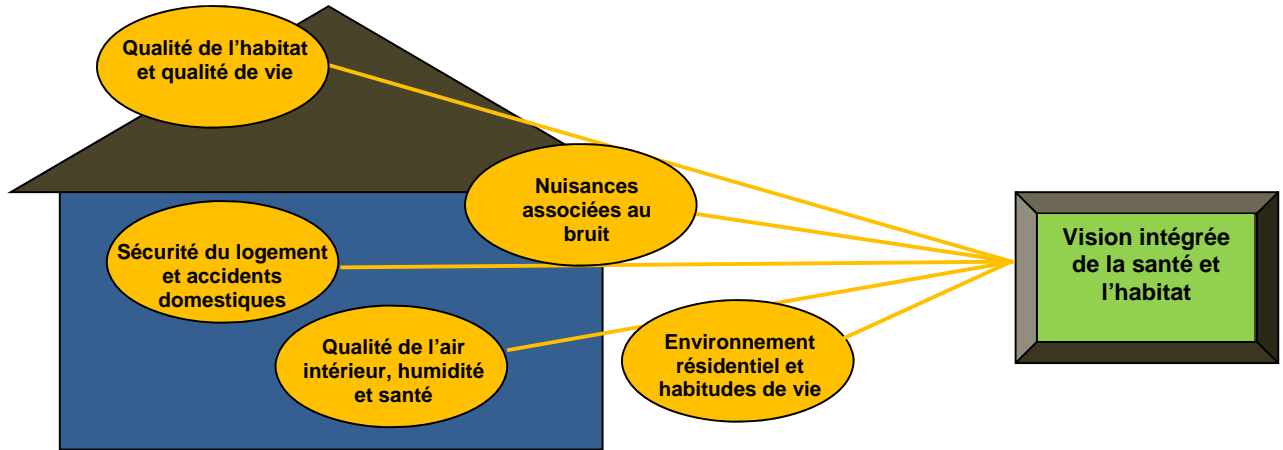 Qualité de l’habitat
et qualité de vie
Nuisances
associées au
bruit
Sécurité du logement
et accidents
domestiques
Qualité de l’air
intérieur, humidité
et santé
Environnement
résidentiel et
habitudes de vie
Vision intégrée
de la santé et
l’habitat